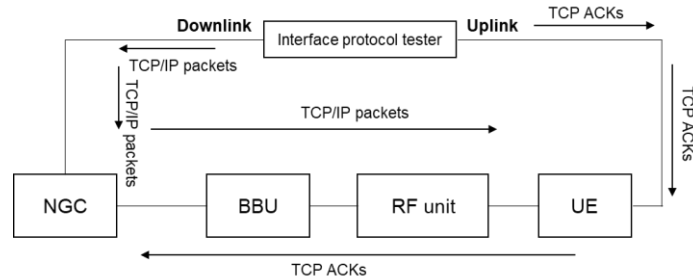 Downlink
Interface protocol tester
Uplink
TCP ACKs
TCP/IP packets
TCP/IP packets
TCP/IP packets
TCP ACKs
NGC
BBU
RF unit
UE
TCP ACKs